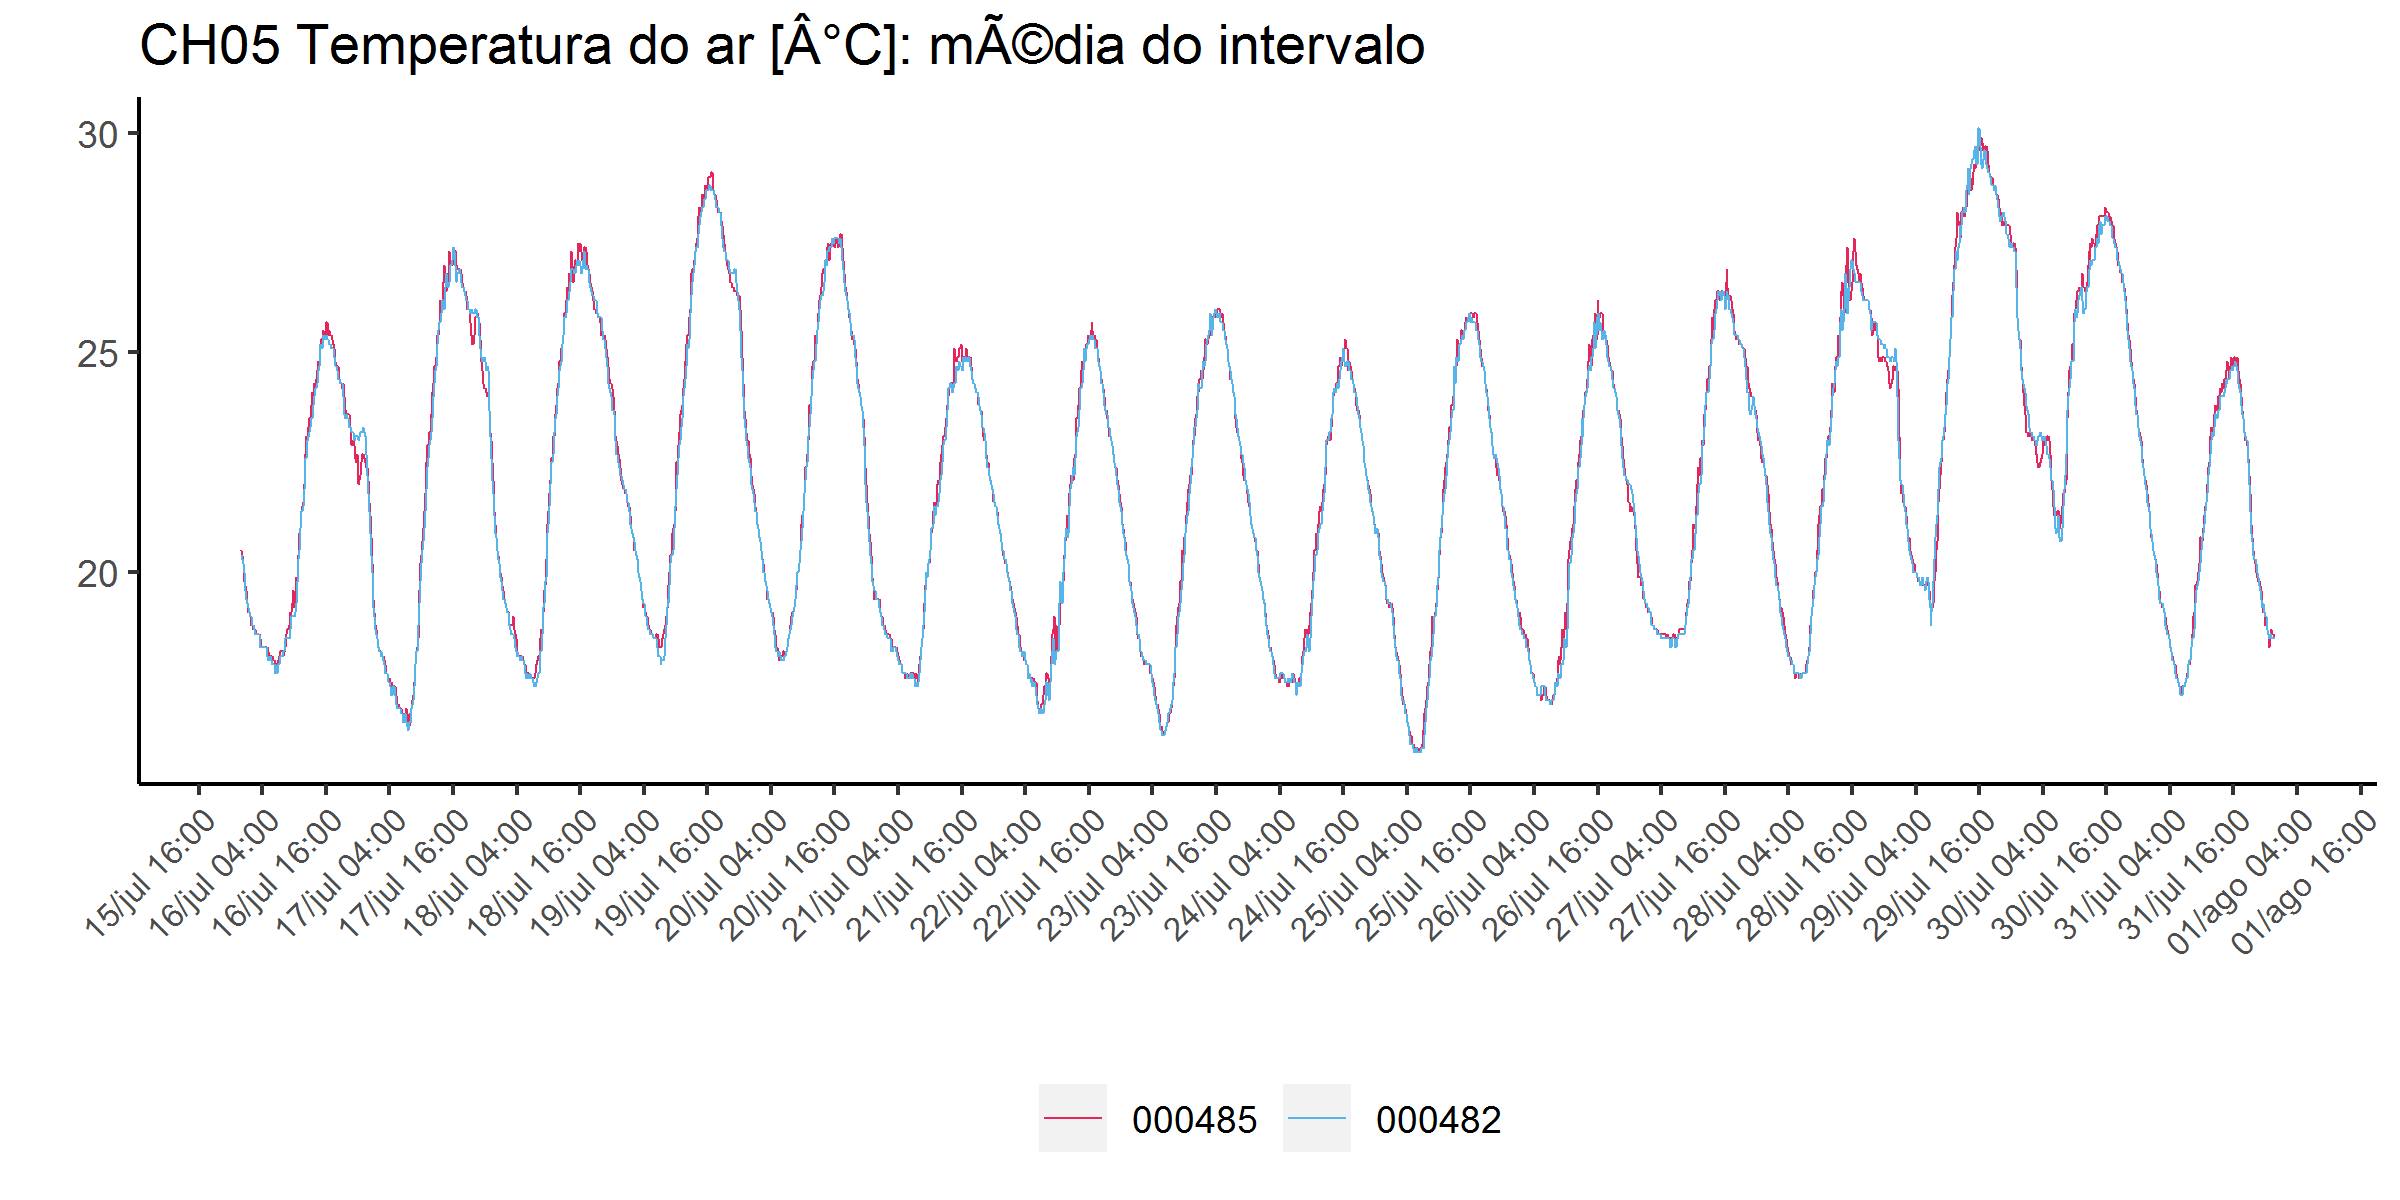 CH05 Temperatura do ar [Â°C]: mÃ©dia do intervalo
30
25
20
15/jul 16:00
16/jul 04:00
16/jul 16:00
17/jul 04:00
17/jul 16:00
18/jul 04:00
18/jul 16:00
19/jul 04:00
19/jul 16:00
20/jul 04:00
20/jul 16:00
21/jul 04:00
21/jul 16:00
22/jul 04:00
22/jul 16:00
23/jul 04:00
23/jul 16:00
24/jul 04:00
24/jul 16:00
25/jul 04:00
25/jul 16:00
26/jul 04:00
26/jul 16:00
27/jul 04:00
27/jul 16:00
28/jul 04:00
28/jul 16:00
29/jul 04:00
29/jul 16:00
30/jul 04:00
30/jul 16:00
31/jul 04:00
31/jul 16:00
01/ago 04:00
01/ago 16:00
000485
000482